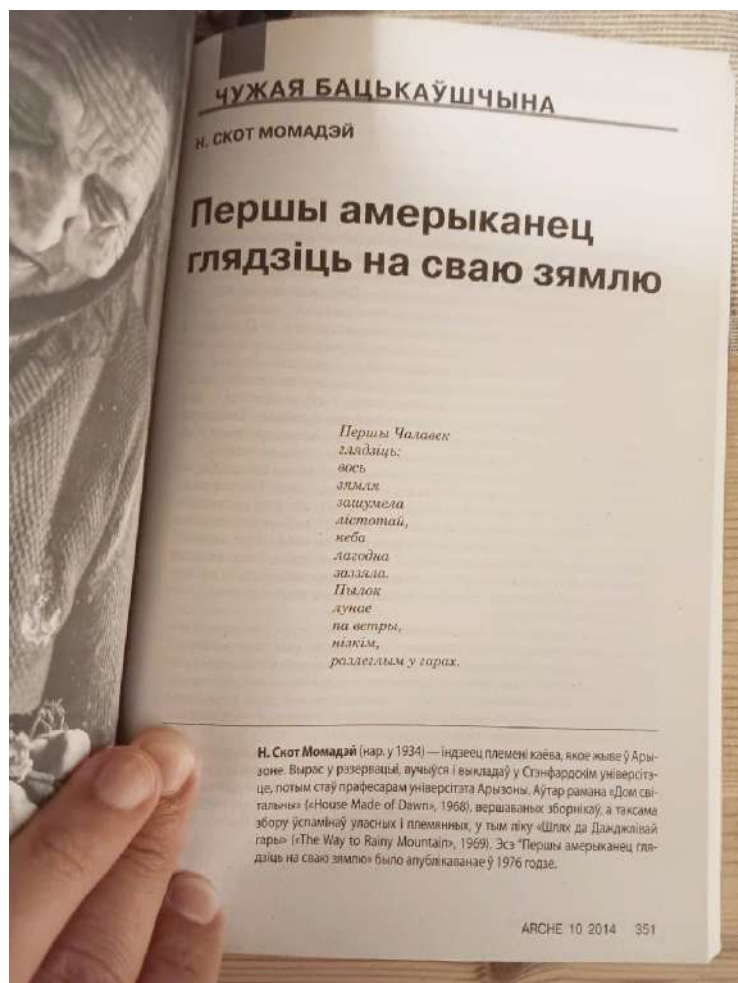 ЧУЖАЯ БАЦЬКАЎШЧЫНА
Н. СКОТ МОМАДЭЙ
Першы амерыканец
глядзіць на сваю зямлю
Першы Чалавек
глядзіць:
вось
зямля
зашумела
лістотай,
неба
лагодна
заззяла.
Пылок
лунае
па ветры,
нізкім,
разлеглым у гарах.
Н. Скот Момадэй (нар. у 1934) — індзеец племені каёва, якое жыве ў Ары-
зоне. Вырас у рэзервацыі, вучыўся і выкладаў у Стэнфардскім універсітэ-
це, потым стаў прафесарам універсітэта Арызоны. Аўтар рамана «Дом сві-
тальны» («House Made of Dawn», 1968), вершаваных зборнікаў, а таксама
збору ўспамінаў уласных і племянных, у тым ліку «Шлях да Дажджлівай
гары» («The Way to Rainy Mountain», 1969). Эсэ "Першы амерыканец гля-
дзіць на сваю зямлю» было апублікаванае ў 1976 годзе.
ARCHE 10 2014 351